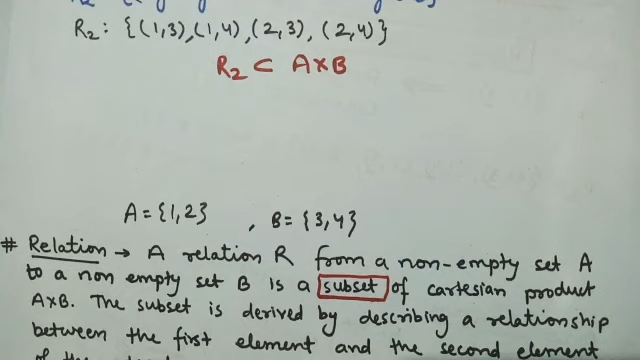 R₂ : {(1,3),(1,4),(2,3), (2,4)}
R₂ ⊂ A×B
A={1,2} , B={3,4}
# Relation → A relation R from a non-empty set A
to a non empty set B is a subset of cartesian product
A×B. The subset is derived by describing a relationship
between the first element and the second element